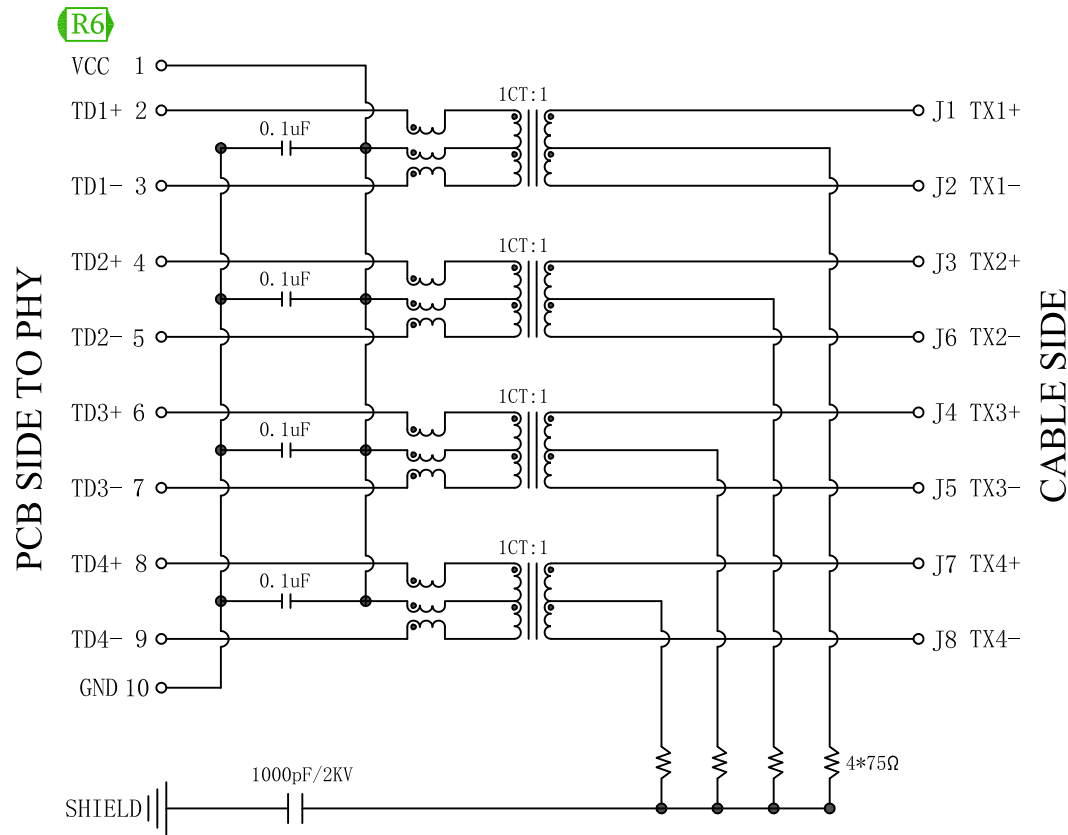 R6
VCC 1
1CT:1
TD1+ 2
J1 TX1+
0.1uF
TD1- 3
J2 TX1-
1CT:1
TD2+ 4
J3 TX2+
0.1uF
TD2- 5
J6 TX2-
PCB SIDE TO PHY
CABLE SIDE
1CT:1
TD3+ 6
J4 TX3+
0.1uF
TD3- 7
J5 TX3-
1CT:1
TD4+ 8
J7 TX4+
0.1uF
TD4- 9
J8 TX4-
GND 10
4*75Ω
1000pF/2KV
SHIELD